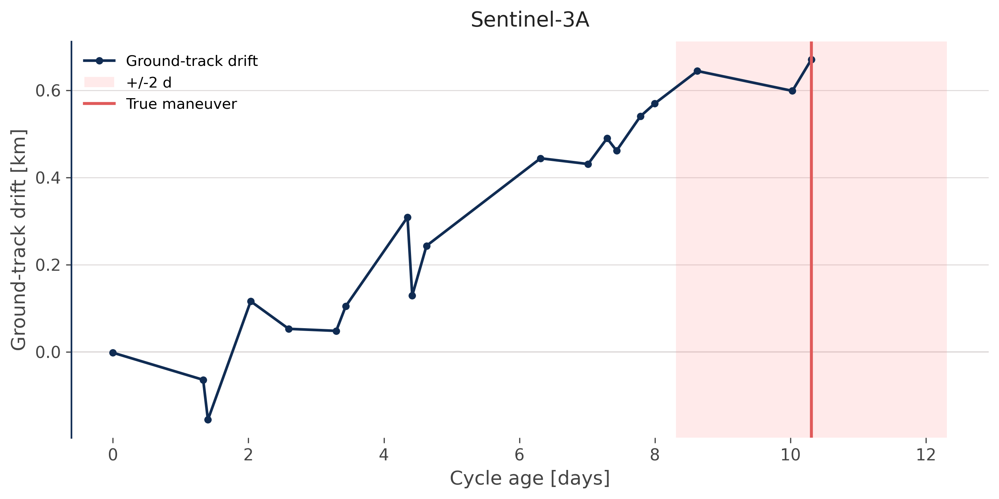 Sentinel-3A
Ground-track drift
+/-2 d
True maneuver
Ground-track drift [km]
0.6
0.4
0.2
0.0
0 2 4 6 8 10 12
Cycle age [days]